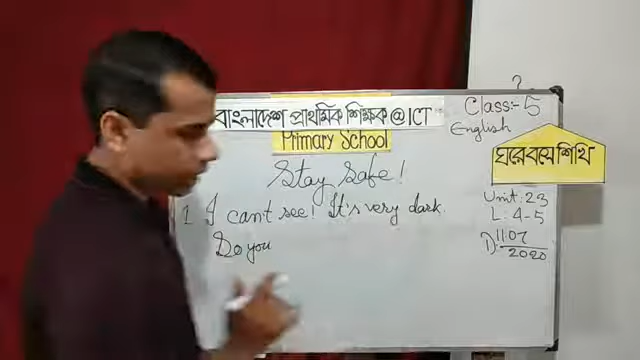 বাংলাদেশ প্রাথমিক শিক্ষক @ ICT
Primary School
Class:- 5
English
ঘরে বসে শিখি
Stay Safe!
Unit: 23
L: 4-5
1 I can't see! It's very dark.
D) 11.07
2020
Do you